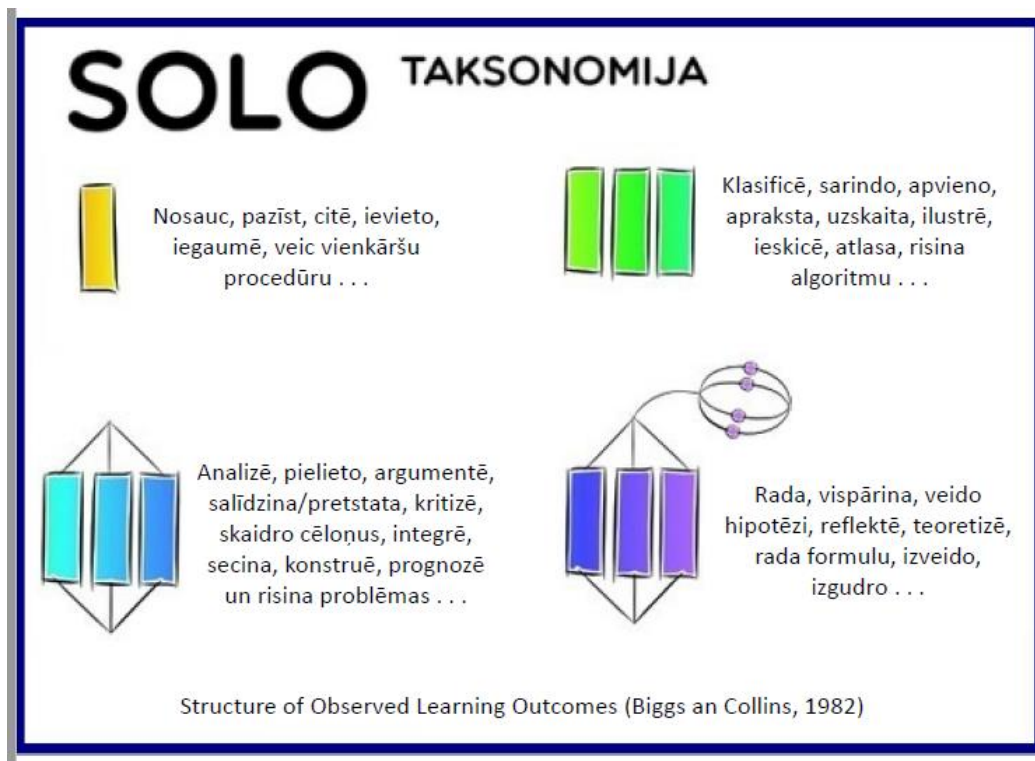 SOLO TAKSONOMIJA
Nosauc, pazīst, citē, ievieto,
iegaumē, veic vienkāršu
procedūru . . .
Klasificē, sarindo, apvieno,
apraksta, uzskaita, ilustrē,
ieskicē, atlasa, risina
algoritmu . . .
Analizē, pielieto, argumentē,
salīdzina/pretstata, kritizē,
skaidro cēloņus, integrē,
secina, konstruē, prognozē
un risina problēmas . . .
Rada, vispārina, veido
hipotēzi, reflektē, teoretizē,
rada formulu, izveido,
izgudro . . .
Structure of Observed Learning Outcomes (Biggs an Collins, 1982)